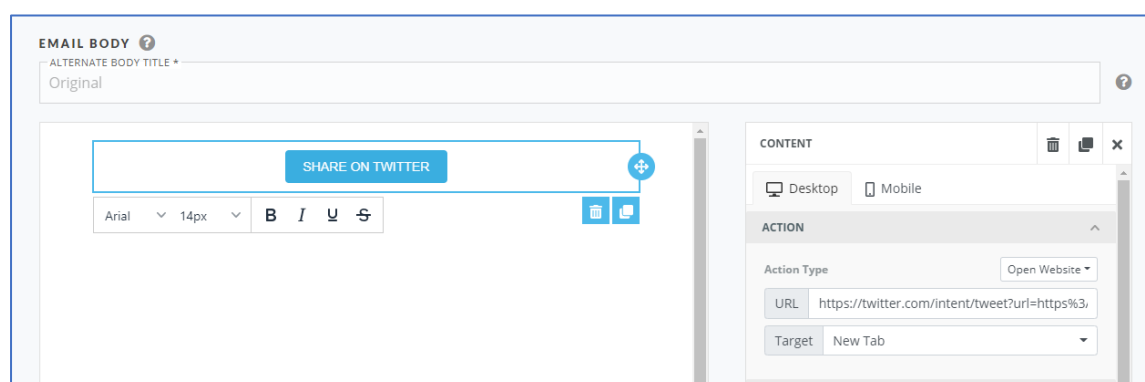 EMAIL BODY ?
ALTERNATE BODY TITLE *
Original
?
SHARE ON TWITTER
Arial 14px B I U S
CONTENT
Desktop Mobile
ACTION
Action Type Open Website
URL https://twitter.com/intent/tweet?url=https%3
Target New Tab